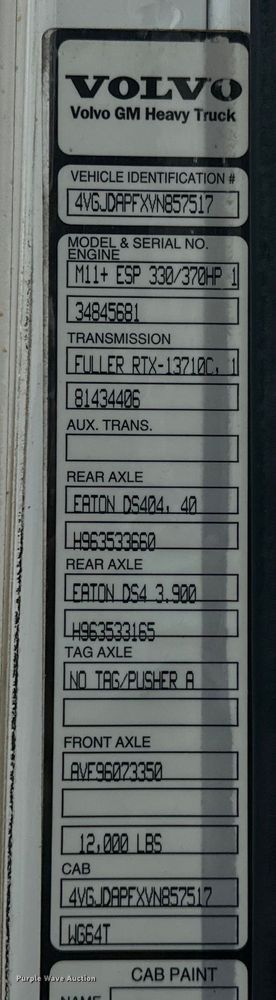 VOLVO
Volvo GM Heavy Truck
VEHICLE IDENTIFICATION #
4VGJDAPFXVN857517
MODEL & SERIAL NO.
ENGINE
M11+ ESP 330/370HP 1
34845681
TRANSMISSION
FULLER RTX-13710C, 1
81434406
AUX. TRANS.
REAR AXLE
EATON DS404, 40
H963533660
REAR AXLE
EATON DS4 3.900
H963533165
TAG AXLE
NO TAG/PUSHER A
FRONT AXLE
AVF96073350
12,000 LBS
CAB
4VGJDAPFXVN857517
WG64T
CAB PAINT
NAME
Purple Wave Auction